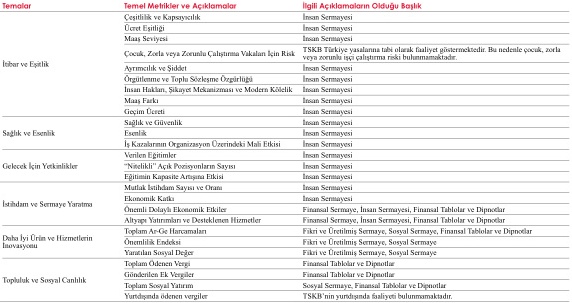 Temalar Temel Metrikler ve Açıklamalar İlgili Açıklamaların Olduğu Başlık
İtibar ve Eşitlik
Çeşitlilik ve Kapsayıcılık İnsan Sermayesi
Ücret Eşitliği İnsan Sermayesi
Maaş Seviyesi İnsan Sermayesi
Çocuk, Zorla veya Zorunlu Çalıştırma Vakaları İçin Risk TSKB Türkiye yasalarına tabi olarak faaliyet göstermektedir. Bu nedenle çocuk, zorla
veya zorunlu işçi çalıştırma riski bulunmamaktadır.
Ayrımcılık ve Şiddet İnsan Sermayesi
Örgütlenme ve Toplu Sözleşme Özgürlüğü İnsan Sermayesi
İnsan Hakları, Şikayet Mekanizması ve Modern Kölelik İnsan Sermayesi
Maaş Farkı İnsan Sermayesi
Geçim Ücreti İnsan Sermayesi
Sağlık ve Esenlik
Sağlık ve Güvenlik İnsan Sermayesi
Esenlik İnsan Sermayesi
İş Kazalarının Organizasyon Üzerindeki Mali Etkisi İnsan Sermayesi
Gelecek İçin Yetkinlikler
Verilen Eğitimler İnsan Sermayesi
“Nitelikli” Açık Pozisyonların Sayısı İnsan Sermayesi
Eğitimin Kapasite Artışına Etkisi İnsan Sermayesi
İstihdam ve Sermaye Yaratma
Mutlak İstihdam Sayısı ve Oranı İnsan Sermayesi
Ekonomik Katkı İnsan Sermayesi
Önemli Dolaylı Ekonomik Etkiler Finansal Sermaye, İnsan Sermayesi, Finansal Tablolar ve Dipnotlar
Altyapı Yatırımları ve Desteklenen Hizmetler Finansal Sermaye, İnsan Sermayesi, Finansal Tablolar ve Dipnotlar
Daha İyi Ürün ve Hizmetlerin
İnovasyonu
Toplam Ar-Ge Harcamaları Fikri ve Üretilmiş Sermaye, Sosyal Sermaye, Finansal Tablolar ve Dipnotlar
Önemlilik Endeksi Fikri ve Üretilmiş Sermaye, Sosyal Sermaye
Yaratılan Sosyal Değer Fikri ve Üretilmiş Sermaye, Sosyal Sermaye
Topluluk ve Sosyal Canlılık
Toplam Ödenen Vergi Finansal Tablolar ve Dipnotlar
Gönderilen Ek Vergiler Finansal Tablolar ve Dipnotlar
Toplam Sosyal Yatırım Sosyal Sermaye, Finansal Tablolar ve Dipnotlar
Yurtdışında ödenen vergiler TSKB’nin yurtdışında faaliyeti bulunmamaktadır.